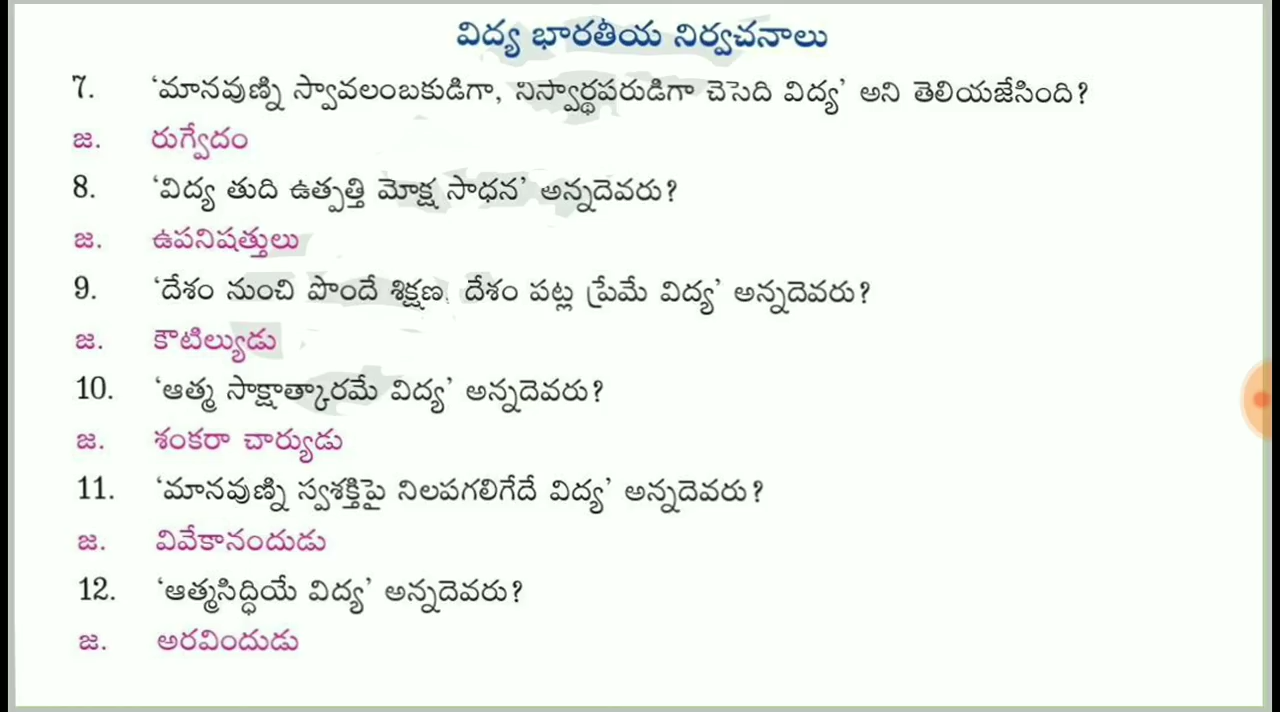 విద్య భారతీయ నిర్వచనాలు
7. ‘మానవుణ్ని స్వావలంబకుడిగా, నిస్వార్థపరుడిగా చెసెది విద్య’ అని తెలియజేసింది?
జ. రుగ్వేదం
8. ‘విద్య తుది ఉత్పత్తి మోక్ష సాధన’ అన్నదెవరు?
జ. ఉపనిషత్తులు
9. ‘దేశం నుంచి పొందే శిక్షణ, దేశం పట్ల ప్రేమే విద్య’ అన్నదెవరు?
జ. కౌటిల్యుడు
10. ‘ఆత్మ సాక్షాత్కారమే విద్య’ అన్నదెవరు?
జ. శంకరా చార్యుడు
11. ‘మానవుణ్ని స్వశక్తిపై నిలపగలిగేదే విద్య’ అన్నదెవరు?
జ. వివేకానందుడు
12. ‘ఆత్మసిద్ధియే విద్య’ అన్నదెవరు?
జ. అరవిందుడు